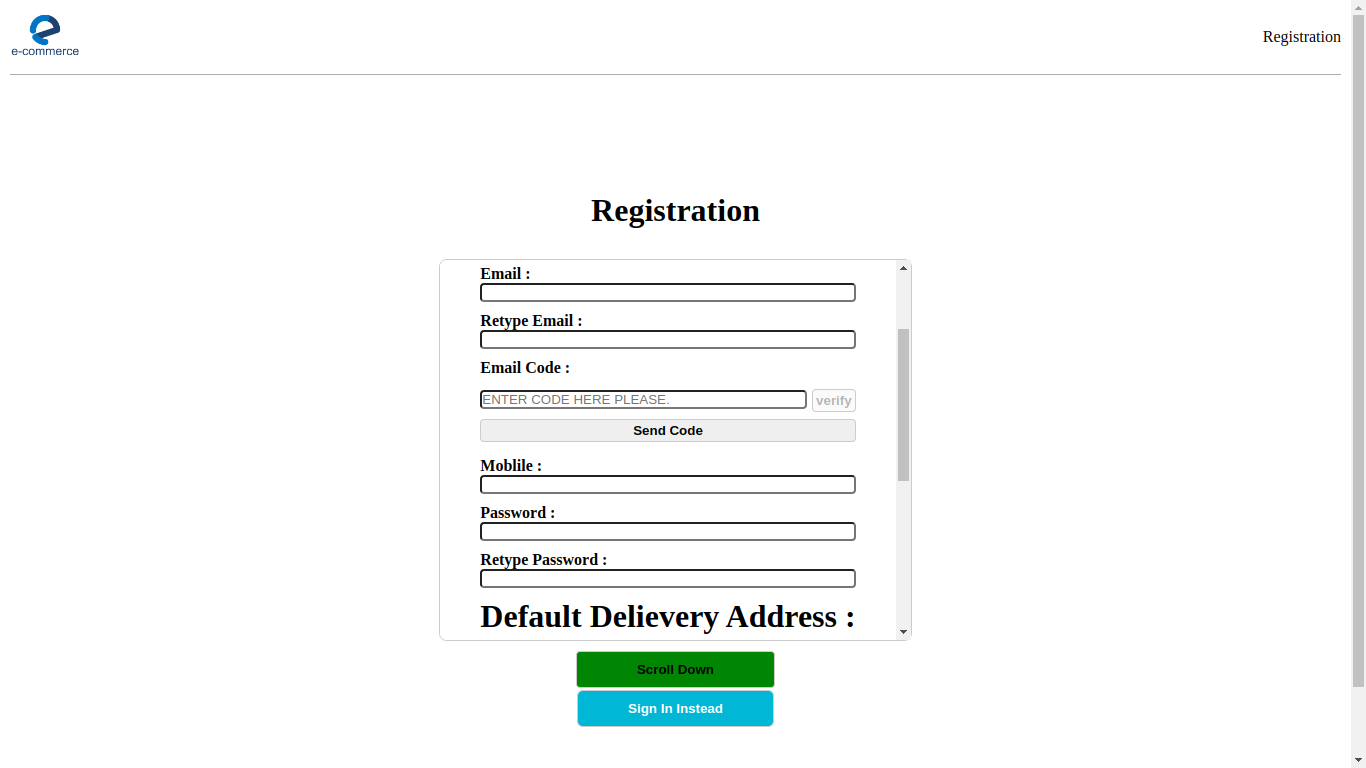 e-commerce
Registration
Registration
Email :
Retype Email :
Email Code :
ENTER CODE HERE PLEASE.
verify
Send Code
Moblile :
Password :
Retype Password :
Default Delievery Address :
Scroll Down
Sign In Instead